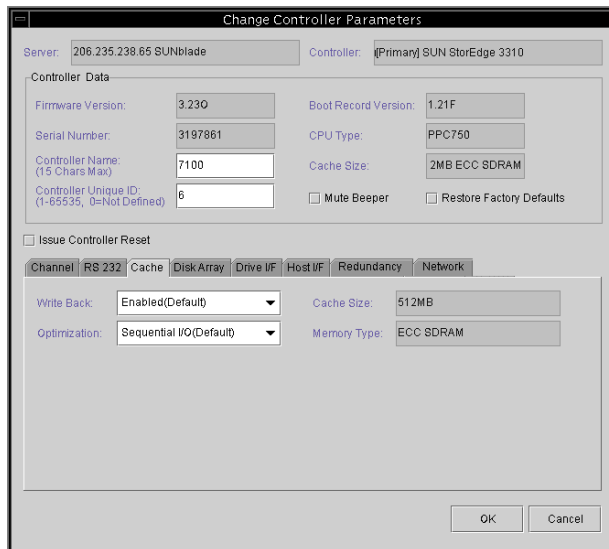 Change Controller Parameters
Server: 206.235.238.65 SUNblade Controller: [Primary] SUN StorEdge 3310
Controller Data
Firmware Version: 3.23Q Boot Record Version: 1.21F
Serial Number: 3197861 CPU Type: PPC750
Controller Name: 7100 Cache Size: 2MB ECC SDRAM
(15 Chars Max)
Controller Unique ID: 6 Mute Beeper Restore Factory Defaults
(1-65535, 0=Not Defined)
Issue Controller Reset
Channel RS 232 Cache Disk Array Drive I/F Host I/F Redundancy Network
Write Back: Enabled(Default) Cache Size: 512MB
Optimization: Sequential I/O(Default) Memory Type: ECC SDRAM
OK Cancel